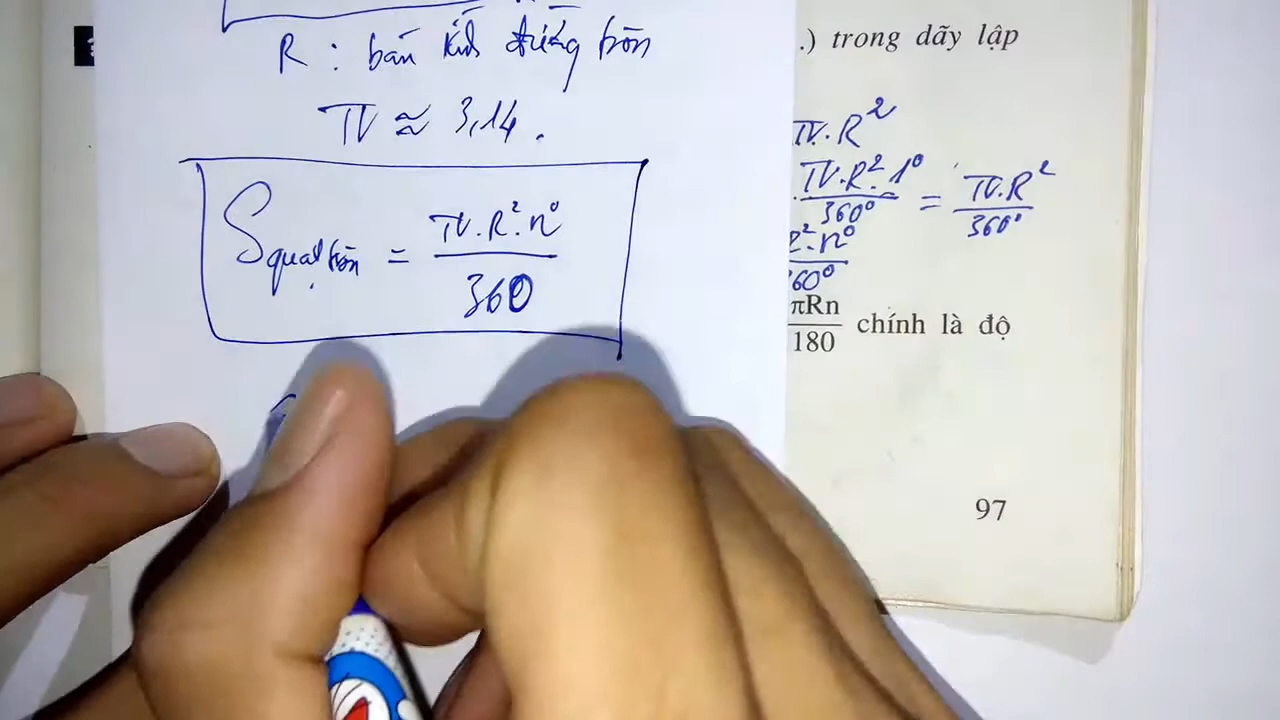 R : bán kính đường tròn
π ≈ 3,14.
S quạt tròn = π.R².n° / 360
.) trong dãy lập
π.R²
π.R².1° / 360° = π.R² / 360°
².n° / 60°
πRn / 180 chính là độ
97